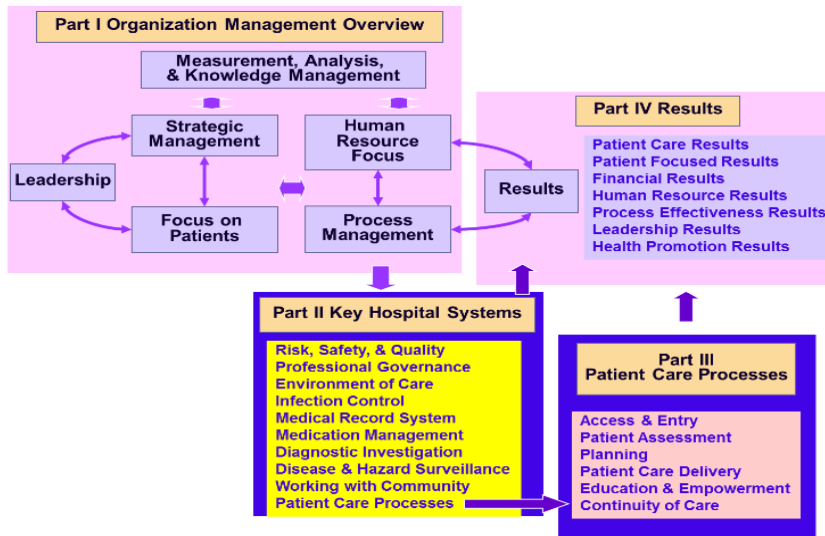 Part I Organization Management Overview
Measurement, Analysis,
& Knowledge Management
Strategic
Management
Human
Resource
Focus
Leadership
Focus on
Patients
Process
Management
Part IV Results
Results
Patient Care Results
Patient Focused Results
Financial Results
Human Resource Results
Process Effectiveness Results
Leadership Results
Health Promotion Results
Part II Key Hospital Systems
Risk, Safety, & Quality
Professional Governance
Environment of Care
Infection Control
Medical Record System
Medication Management
Diagnostic Investigation
Disease & Hazard Surveillance
Working with Community
Patient Care Processes
Part III
Patient Care Processes
Access & Entry
Patient Assessment
Planning
Patient Care Delivery
Education & Empowerment
Continuity of Care